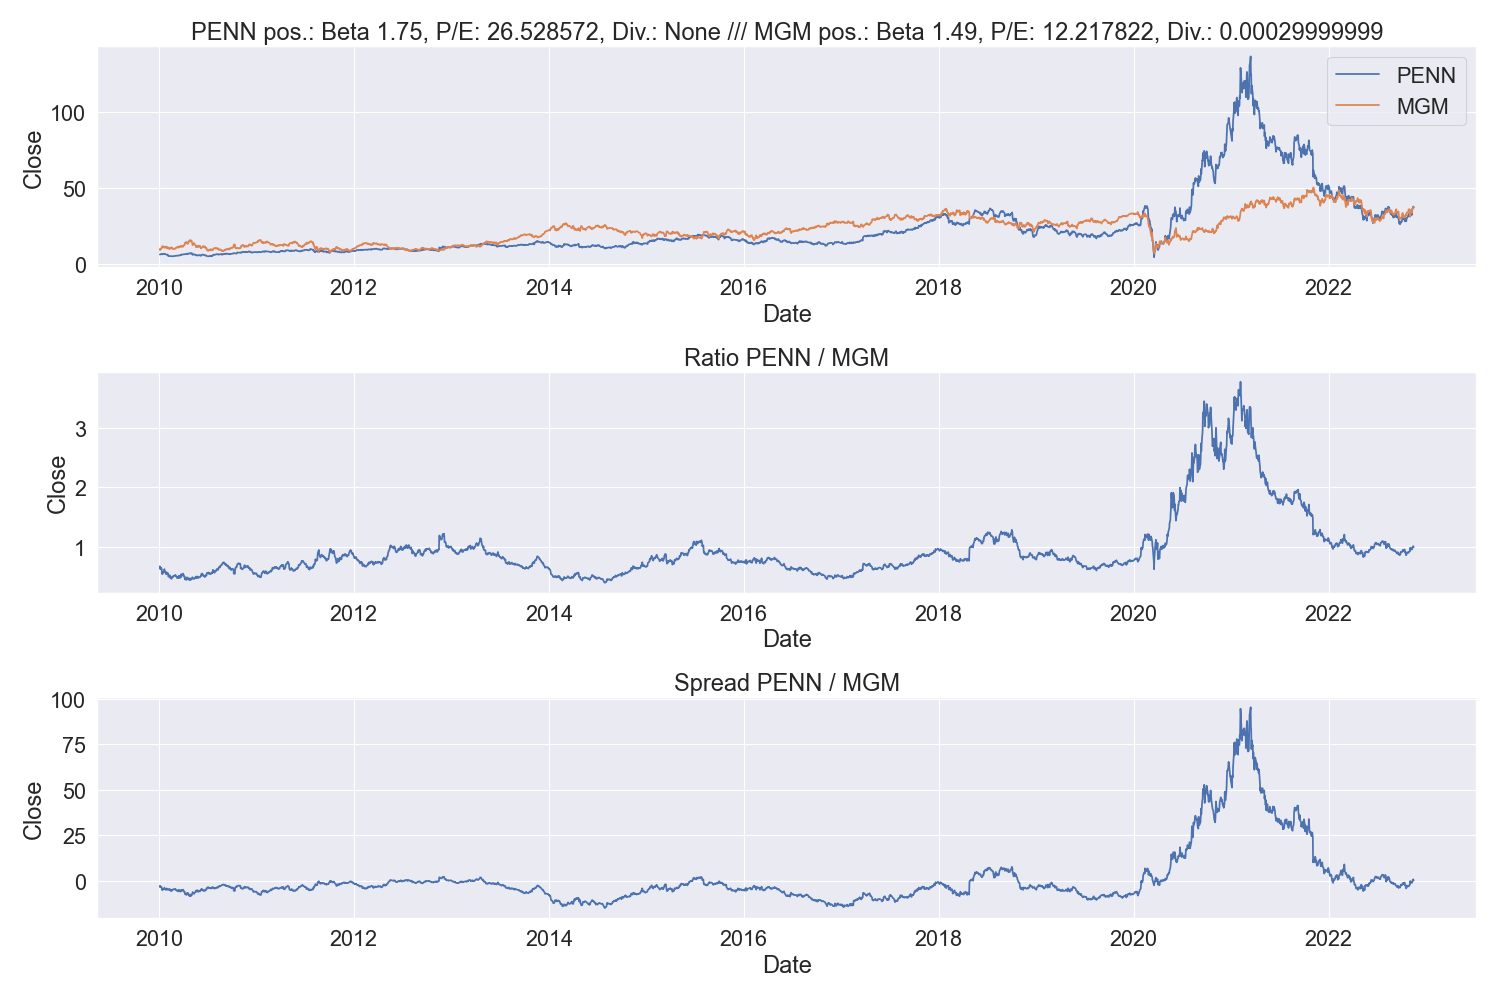 PENN pos.: Beta 1.75, P/E: 26.528572, Div.: None /// MGM pos.: Beta 1.49, P/E: 12.217822, Div.: 0.00029999999
PENN
MGM
Close
100
50
0
2010 2012 2014 2016 2018 2020 2022
Date
Ratio PENN / MGM
Close
3
2
1
2010 2012 2014 2016 2018 2020 2022
Date
Spread PENN / MGM
Close
100
75
50
25
0
2010 2012 2014 2016 2018 2020 2022
Date